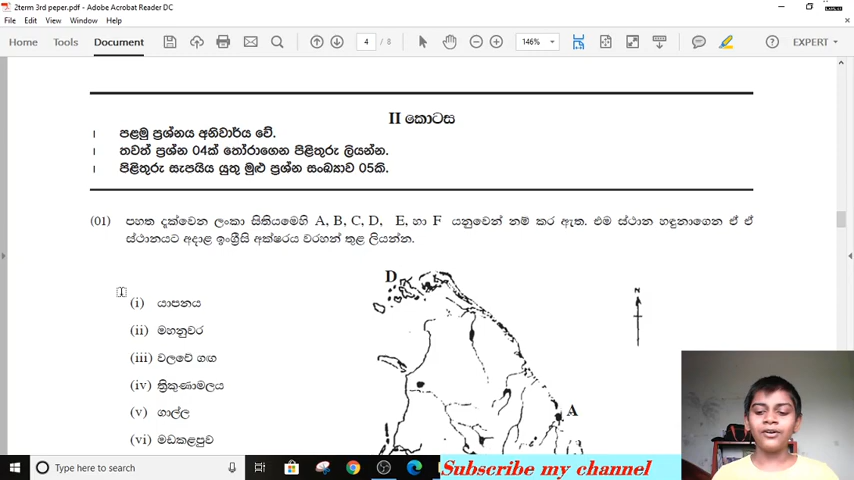 2term 3rd peper.pdf - Adobe Acrobat Reader DC
File Edit View Window Help
Home Tools Document 4 / 8 146% EXPERT
II කොටස
l පළමු ප්‍රශ්නය අනිවාර්ය වේ.
l තවත් ප්‍රශ්න 04ක් තෝරාගෙන පිළිතුරු ලියන්න.
l පිළිතුරු සැපයිය යුතු මුළු ප්‍රශ්න සංඛ්‍යාව 05කි.
(01) පහත දැක්වෙන ලංකා සිතියමෙහි A, B, C, D, E, හා F යනුවෙන් නම් කර ඇත. එම ස්ථාන හඳුනාගෙන ඒ ඒ
ස්ථානයට අදාළ ඉංග්‍රීසි අක්ෂරය වරහන් තුළ ලියන්න.
D
N
(i) යාපනය
(ii) මහනුවර
(iii) වලවේ ගඟ
(iv) ත්‍රිකුණාමලය
(v) ගාල්ල
A
(vi) මඩකළපුව
Type here to search
Subscribe my channel